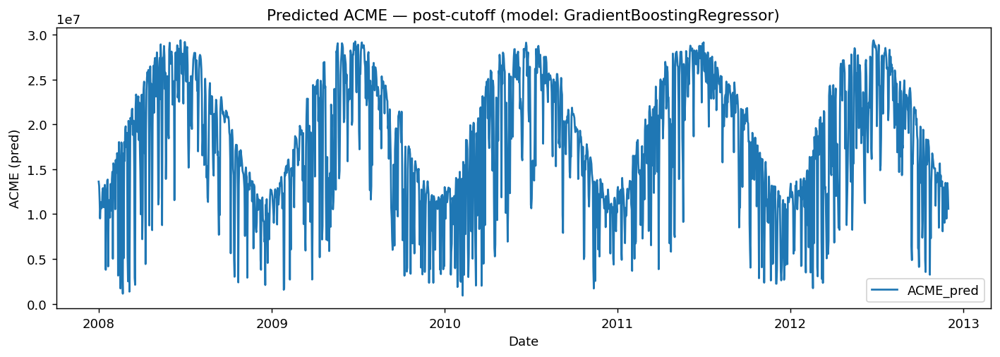 Predicted ACME — post-cutoff (model: GradientBoostingRegressor)
1e7
3.0
2.5
2.0
1.5
1.0
0.5
0.0
ACME (pred)
ACME_pred
2008 2009 2010 2011 2012 2013
Date